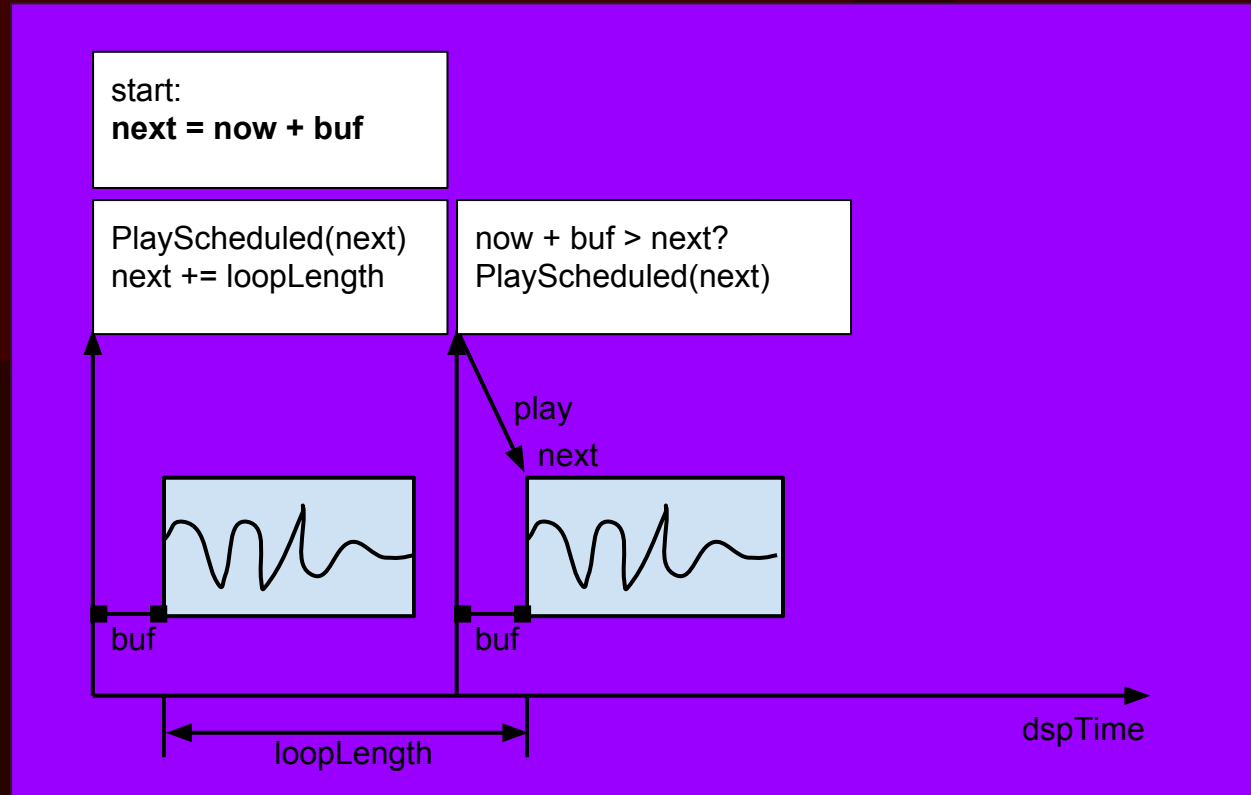 start:
next = now + buf
PlayScheduled(next)
next += loopLength
now + buf > next?
PlayScheduled(next)
play
next
buf
buf
dspTime
loopLength